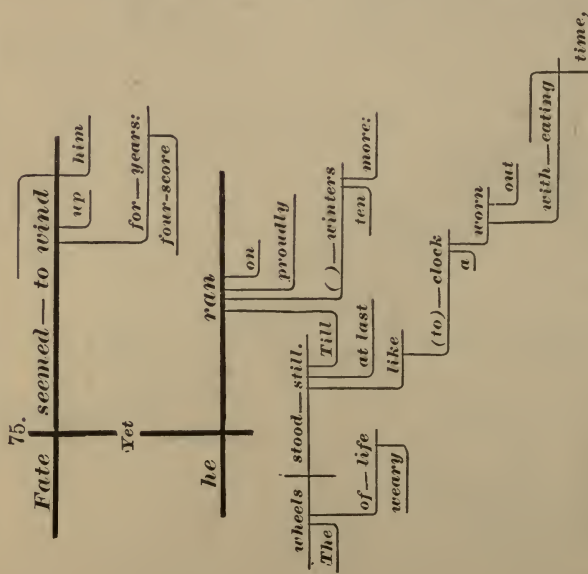 75.
Fate seemed — to wind
up him
for — years:
four-score
Yet
he ran
on
proudly
( ) — winters
ten more:
wheels stood — still.
The Till
of — life at last
weary like
(to) — clock
a worn
out
with — eating
time,